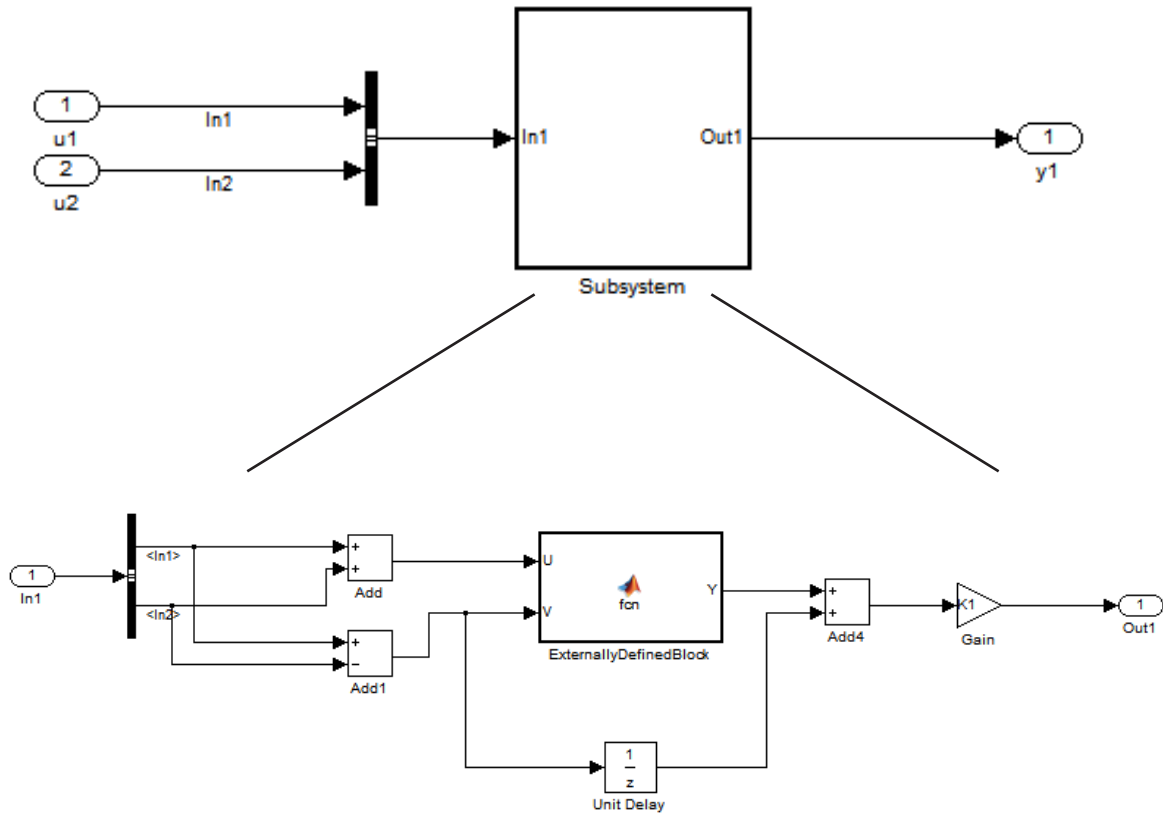 1
In1
u1
2
In2
u2
In1
Out1
1
y1
Subsystem
1
In1
<In1>
<In2>
+
+
Add
+
−
Add1
U
V
fcn
Y
ExternallyDefinedBlock
1
z
Unit Delay
+
+
Add4
K1
Gain
1
Out1